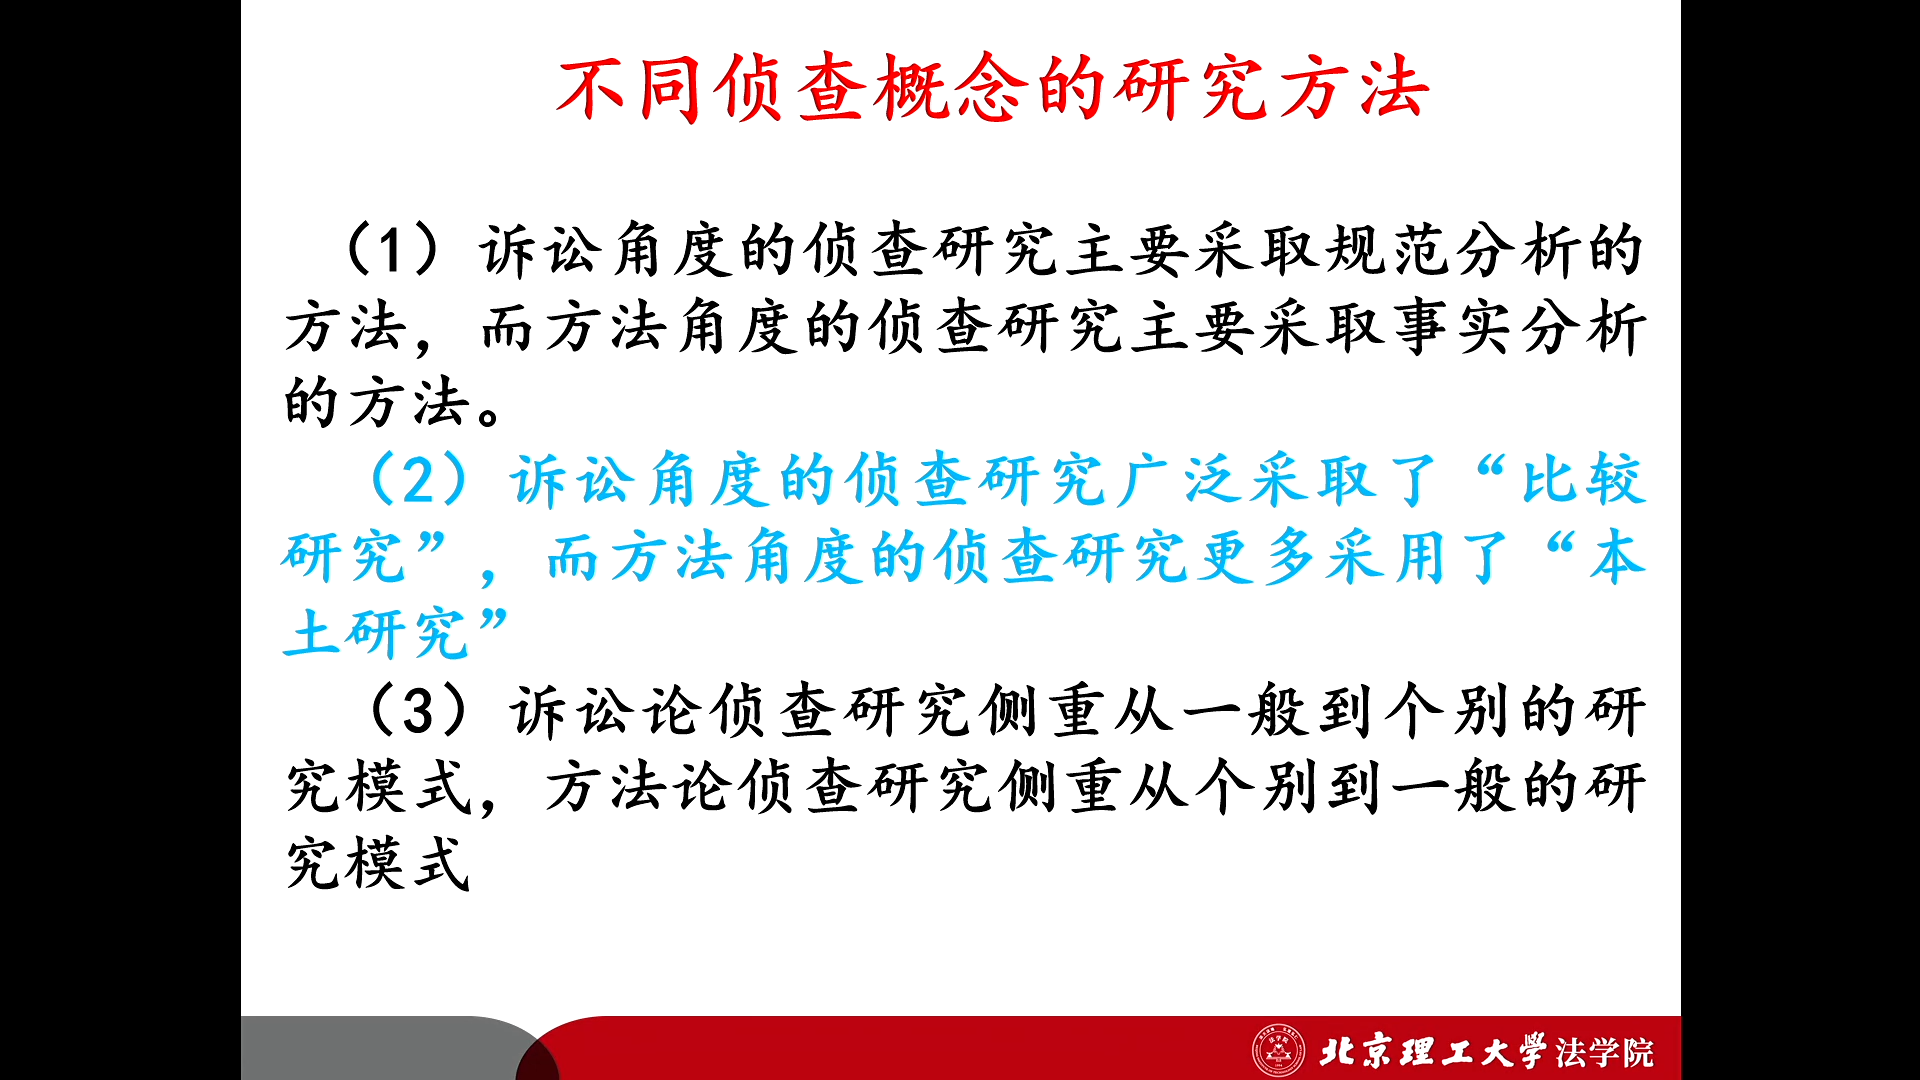 不同侦查概念的研究方法
（1）诉讼角度的侦查研究主要采取规范分析的
方法，而方法角度的侦查研究主要采取事实分析
的方法。
（2）诉讼角度的侦查研究广泛采取了“比较
研究”，而方法角度的侦查研究更多采用了“本
土研究”
（3）诉讼论侦查研究侧重从一般到个别的研
究模式，方法论侦查研究侧重从个别到一般的研
究模式
北京理工大学法学院